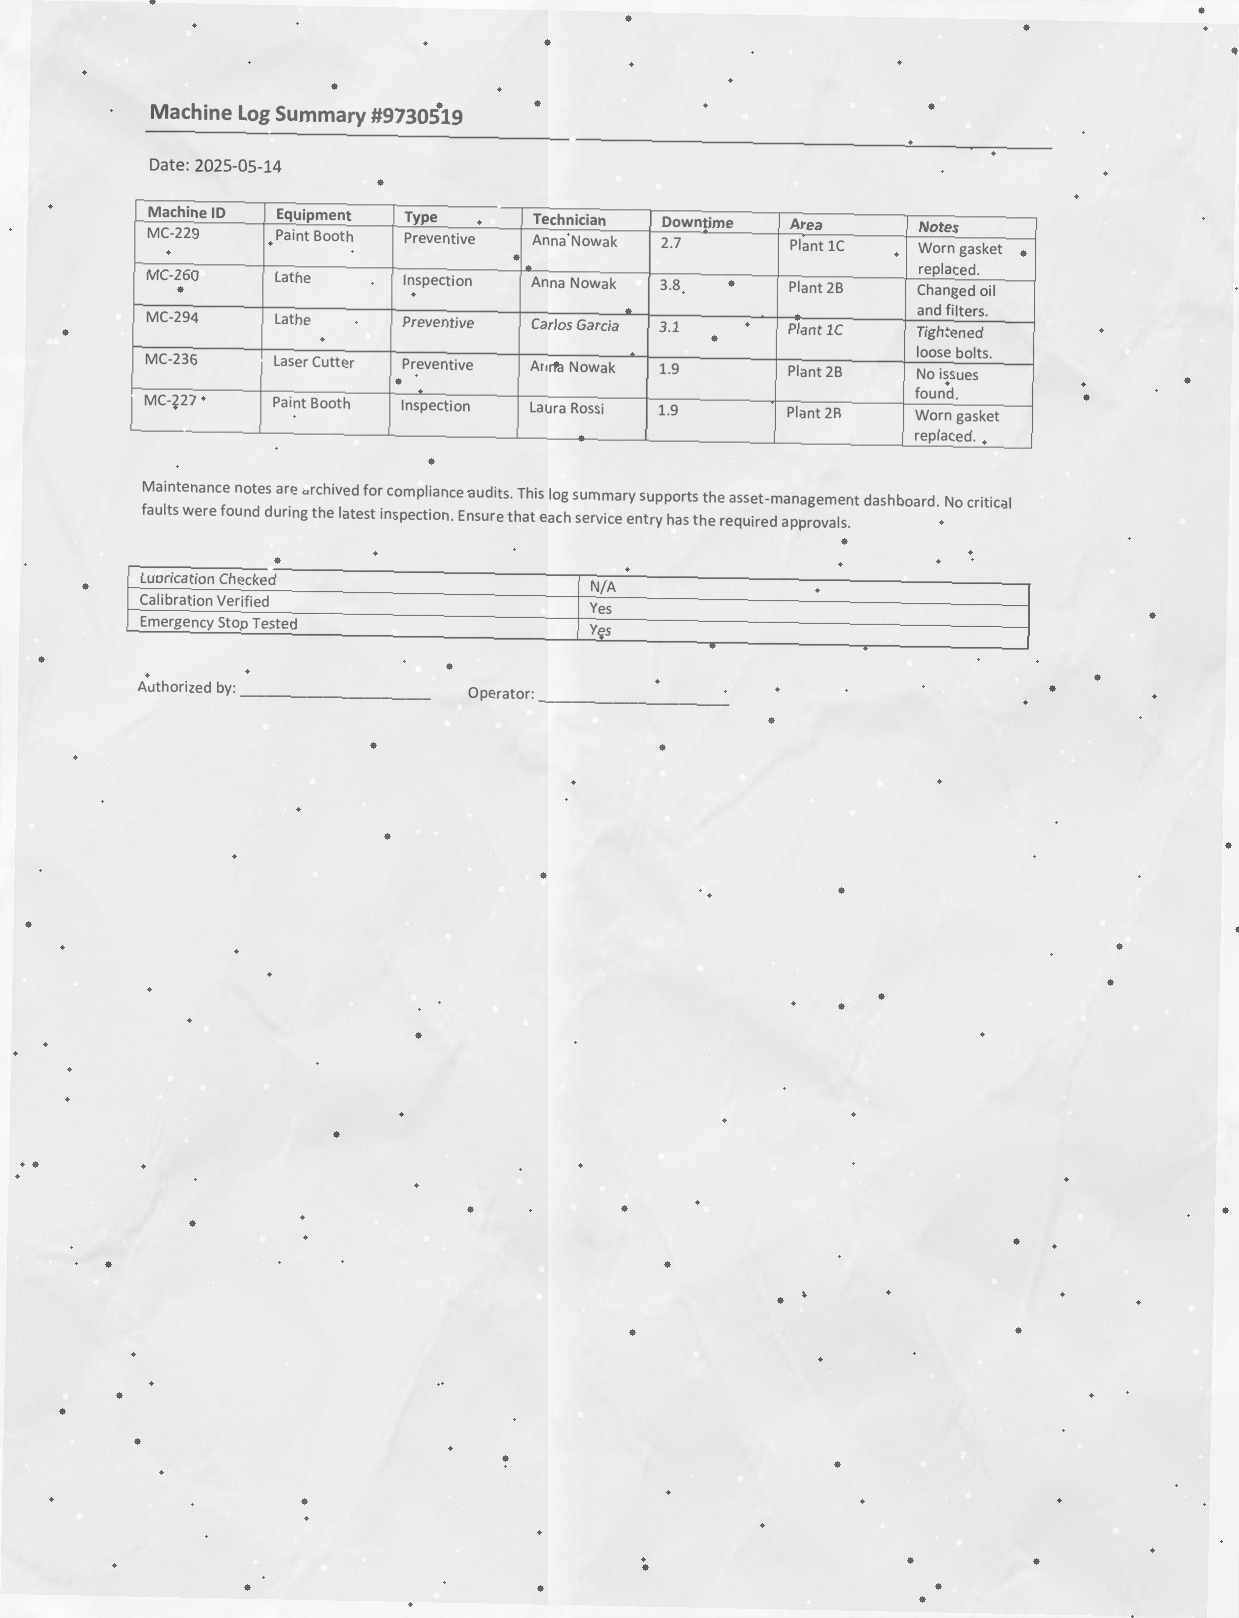 Machine Log Summary #9730519
Date: 2025-05-14
Machine ID Equipment Type Technician Downtime Area Notes
MC-229 Paint Booth Preventive Anna Nowak 2.7 Plant 1C Worn gasket
replaced.
MC-260 Lathe Inspection Anna Nowak 3.8 Plant 2B Changed oil
and filters.
MC-294 Lathe Preventive Carlos Garcia 3.1 Plant 1C Tightened
loose bolts.
MC-236 Laser Cutter Preventive Anna Nowak 1.9 Plant 2B No issues
found.
MC-227 Paint Booth Inspection Laura Rossi 1.9 Plant 2B Worn gasket
replaced.
Maintenance notes are archived for compliance audits. This log summary supports the asset-management dashboard. No critical
faults were found during the latest inspection. Ensure that each service entry has the required approvals.
Lubrication Checked N/A
Calibration Verified Yes
Emergency Stop Tested Yes
Authorized by: ____________________ Operator: ____________________